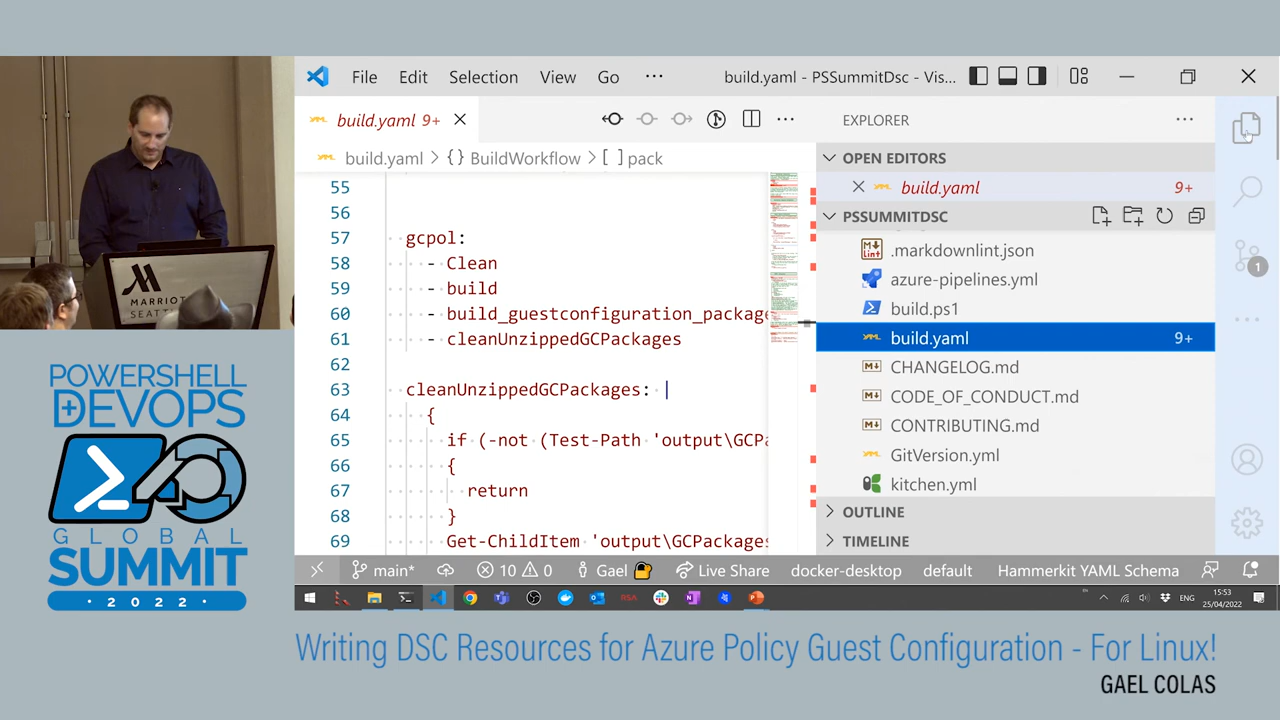 File Edit Selection View Go ··· build.yaml - PSSummitDsc - Vis...
build.yaml 9+
EXPLORER
build.yaml > {} BuildWorkflow > [ ] pack
OPEN EDITORS
build.yaml 9+
PSSUMMITDSC
azure-pipelines.yml
build.yaml 9+
CHANGELOG.md
CODE_OF_CONDUCT.md
CONTRIBUTING.md
GitVersion.yml
kitchen.yml
OUTLINE
TIMELINE
1
55
56
gcpol:
58 - Clean
59 - build
60 - build_guestconfiguration_package
61 - cleanUnzippedGCPackages
62
63 cleanUnzippedGCPackages: |
64 {
65 if (-not (Test-Path 'output\GCPa
66 {
67 return
68 }
69 Get-ChildItem 'output\GCPackages
main* 10 0 Gael Live Share docker-desktop default Hammerkit YAML Schema
ENG 15:53
25/04/2022
MARRIOTT
SEAT
POWERSHELL
+DEVOPS
GLOBAL
SUMMIT
· 2022 ·
Writing DSC Resources for Azure Policy Guest Configuration - For Linux!
GAEL COLAS